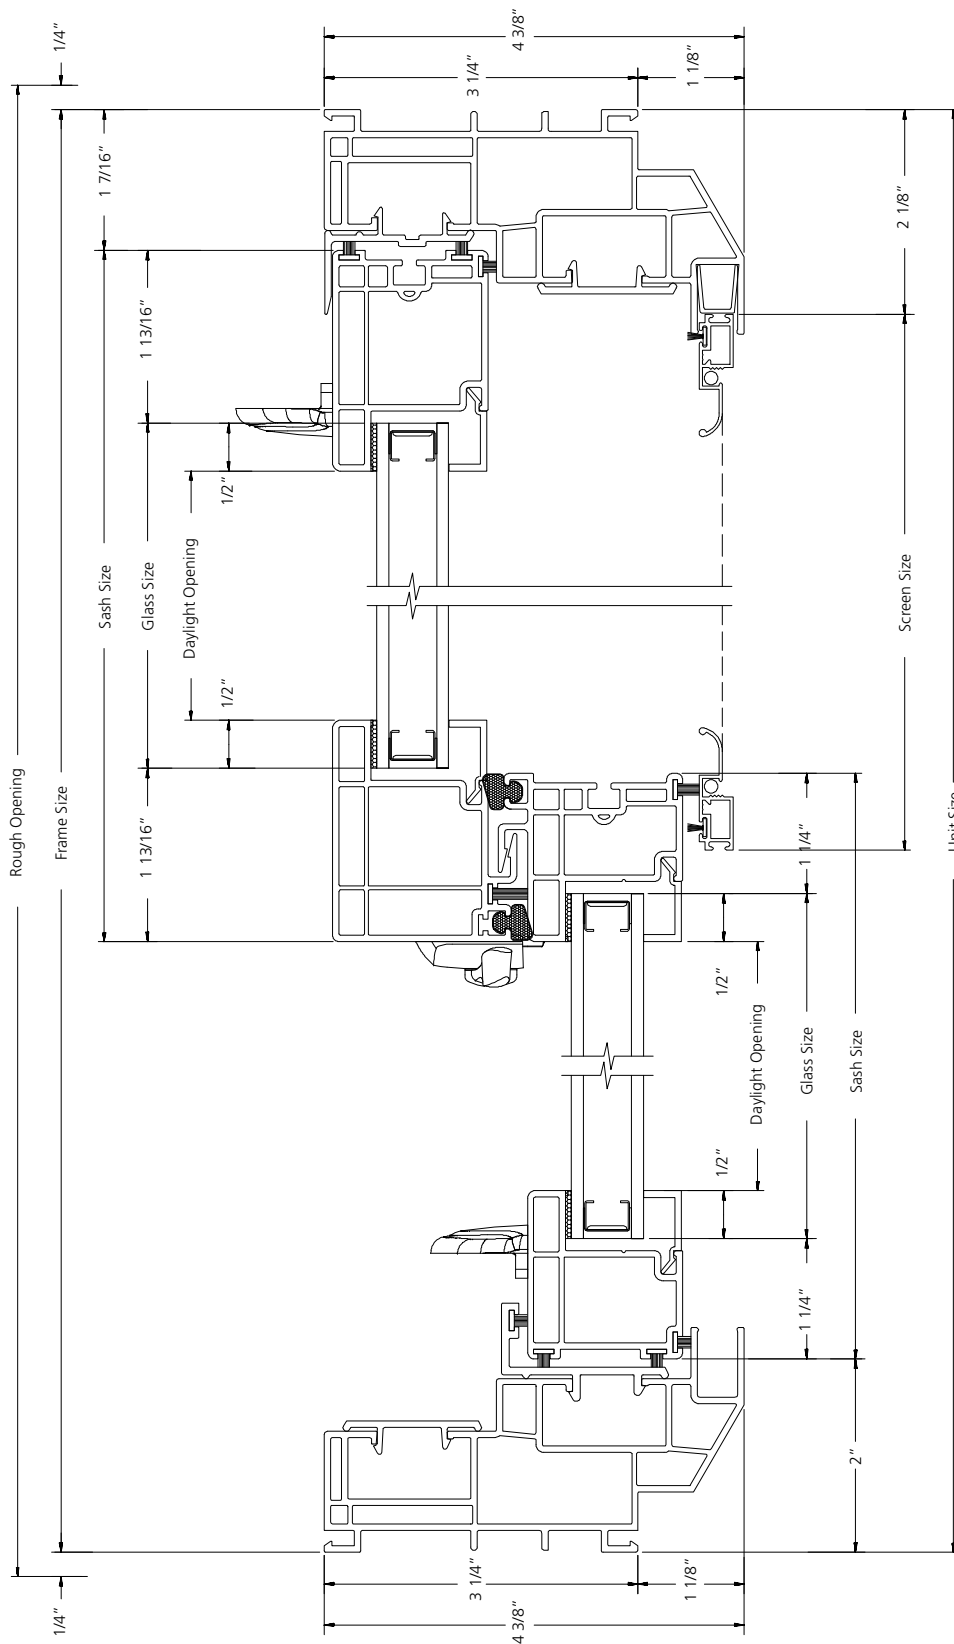 Rough Opening
1/4"
Frame Size
1/4"
Sash Size
1 7/16"
1 13/16"
Glass Size
1 13/16"
Daylight Opening
1/2"
1/2"
3 1/4"
3 1/4"
4 3/8"
4 3/8"
1 1/8"
1 1/8"
1/2"
1/2"
Daylight Opening
1 1/4"
Glass Size
1 1/4"
2"
Sash Size
Screen Size
2 1/8"
Unit Size